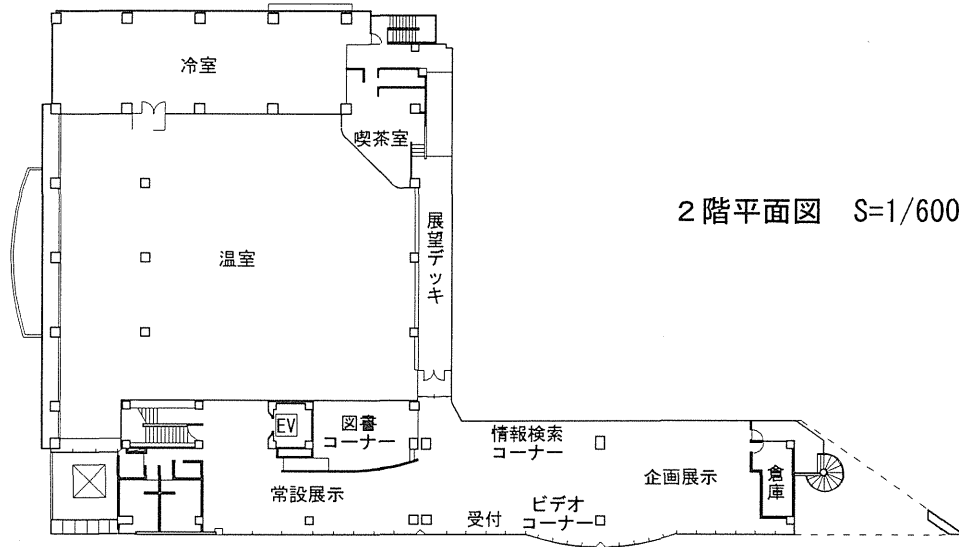 冷室
喫茶室
2階平面図 S=1/600
展望デッキ
温室
EV
図書
コーナー
情報検索
コーナー
企画展示
倉庫
常設展示
受付
ビデオ
コーナー